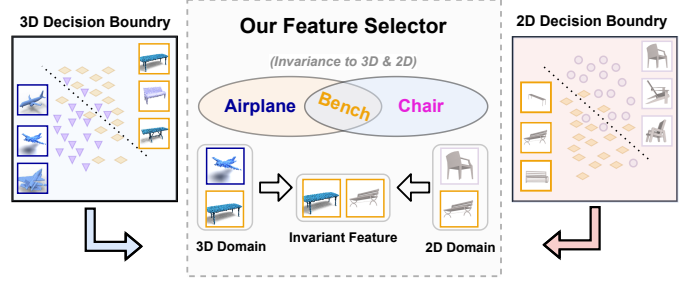 3D Decision Boundry
Our Feature Selector
2D Decision Boundry
(Invariance to 3D & 2D)
Airplane
Bench
Chair
3D Domain
Invariant Feature
2D Domain